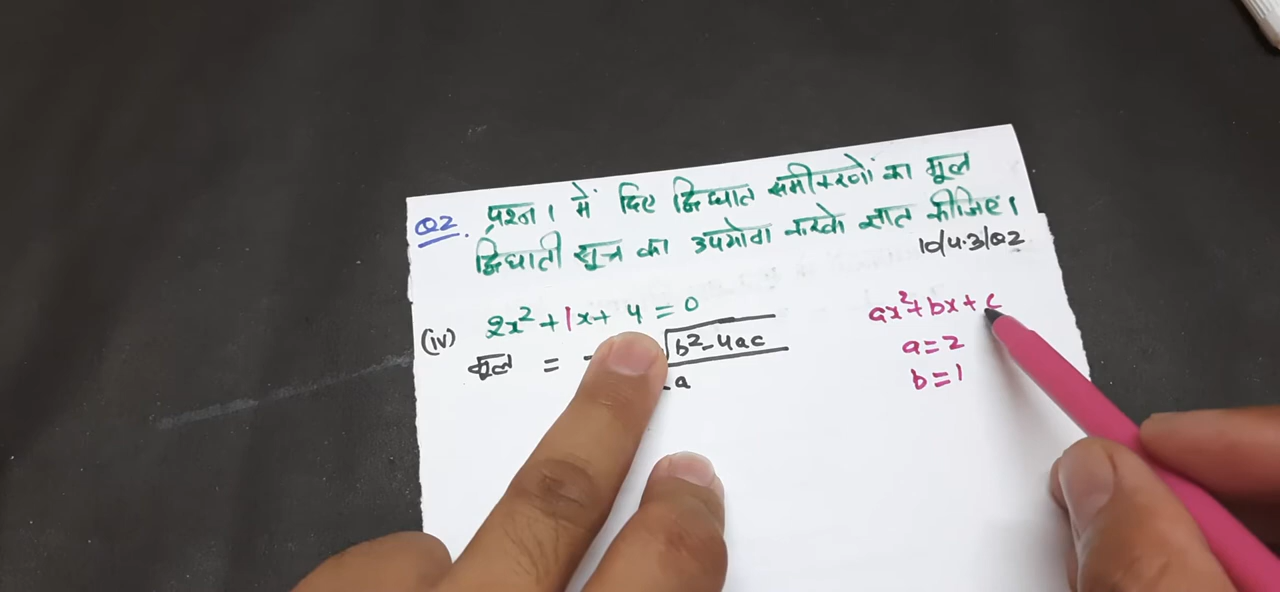 Q2. प्रश्न 1 में दिए द्विघात समीकरणों का मूल
द्विघाती सूत्र का उपयोग करके ज्ञात कीजिए।
10/4.3/Q2
(iv) 2x² + 1x + 4 = 0
मूल = √b²-4ac
a
ax²+bx+c
a=2
b=1